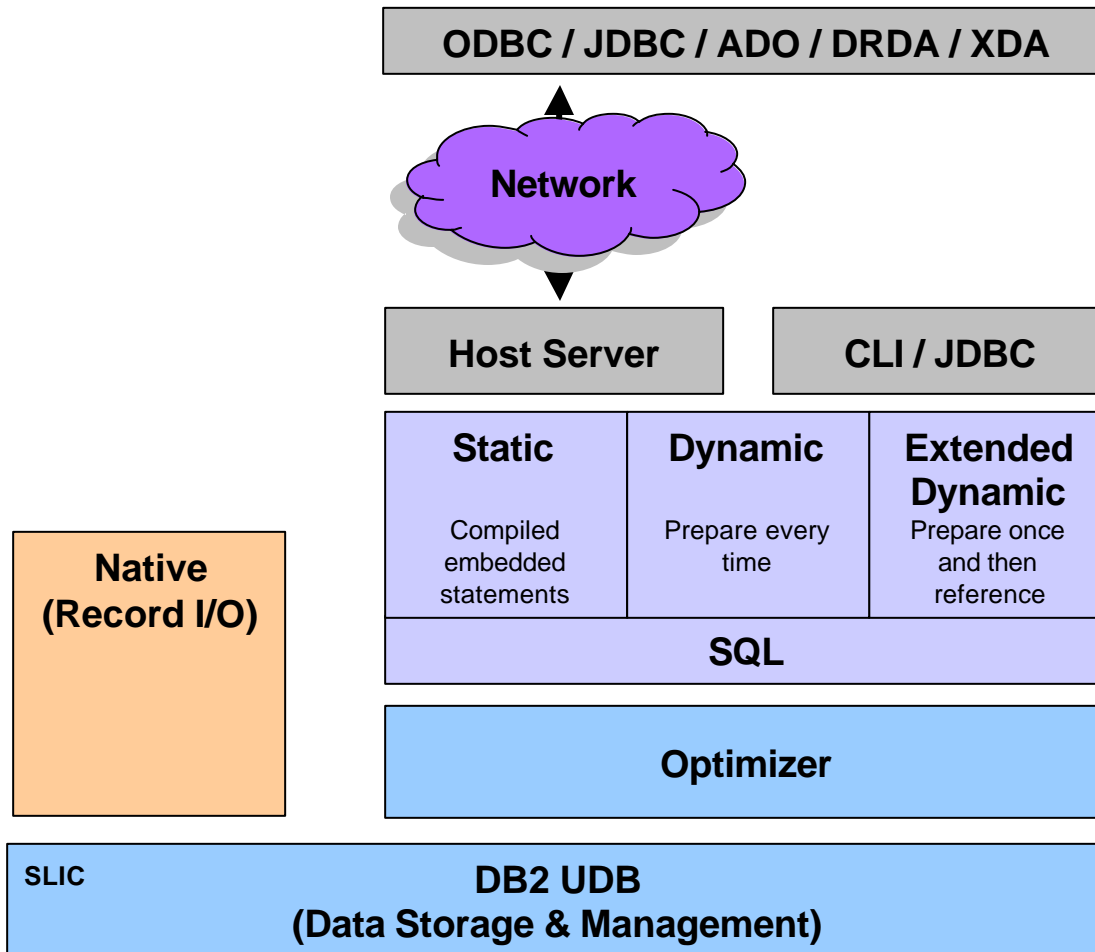 ODBC / JDBC / ADO / DRDA / XDA
Network
Host Server
CLI / JDBC
Static
Compiled
embedded
statements
Dynamic
Prepare every
time
Extended
Dynamic
Prepare once
and then
reference
SQL
Native
(Record I/O)
Optimizer
SLIC
DB2 UDB
(Data Storage & Management)